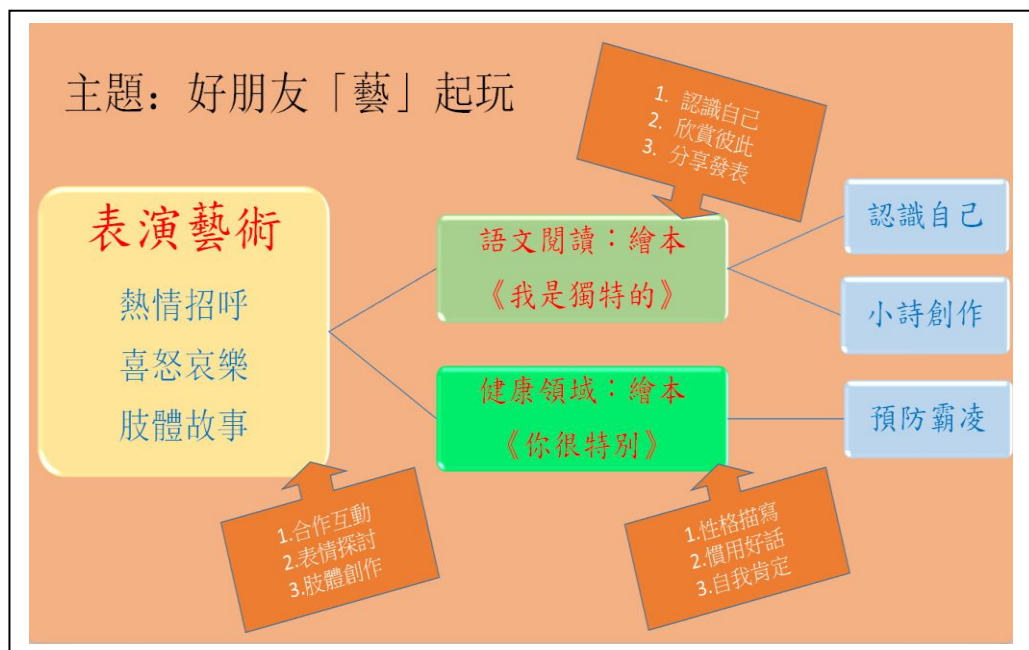 主題：好朋友「藝」起玩
1. 認識自己
2. 欣賞彼此
3. 分享發表
表演藝術
熱情招呼
喜怒哀樂
肢體故事
語文閱讀：繪本
《我是獨特的》
認識自己
小詩創作
健康領域：繪本
《你很特別》
預防霸凌
1.合作互動
2.表情探討
3.肢體創作
1.性格描寫
2.慣用好話
3.自我肯定